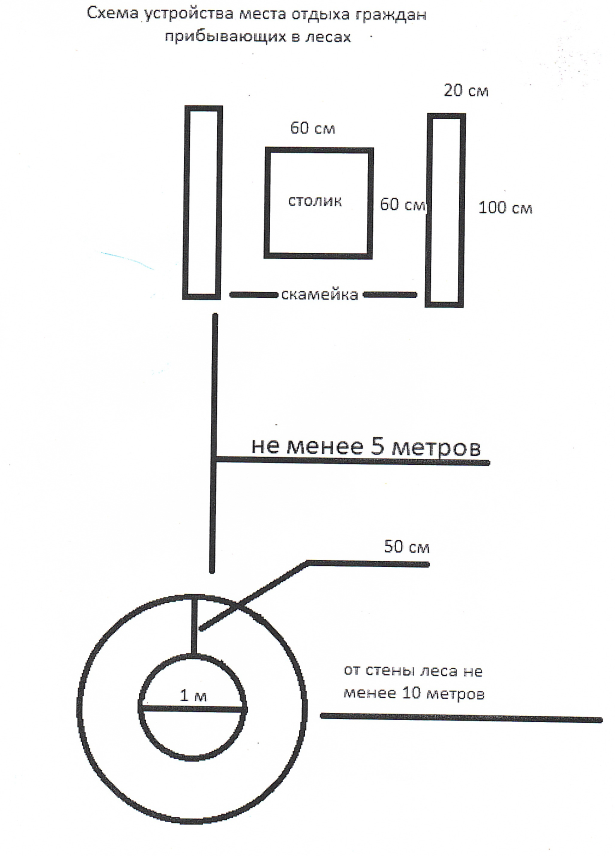 Схема устройства места отдыха граждан
прибывающих в лесах
20 см
60 см
столик
60 см
100 см
скамейка
не менее 5 метров
50 см
от стены леса не
менее 10 метров
1 м